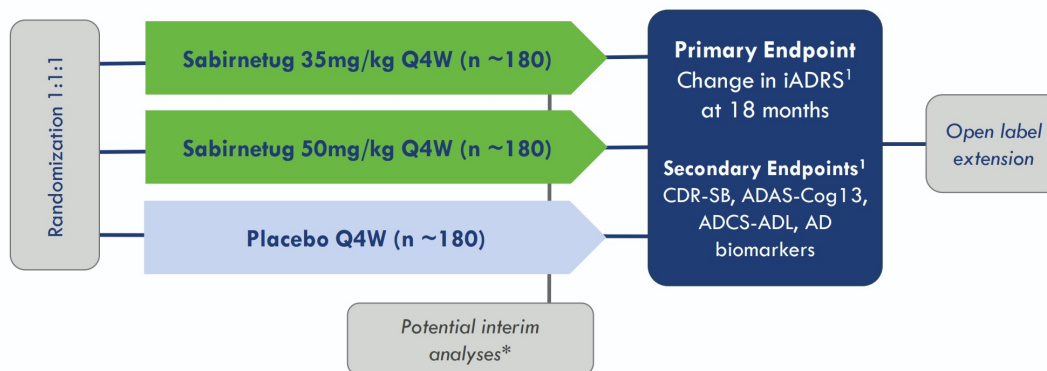 Randomization 1:1:1
Sabirnetug 35mg/kg Q4W (n ~180)
Sabirnetug 50mg/kg Q4W (n ~180)
Placebo Q4W (n ~180)
Potential interim
analyses*
Primary Endpoint
Change in iADRS¹
at 18 months
Secondary Endpoints¹
CDR-SB, ADAS-Cog13,
ADCS-ADL, AD
biomarkers
Open label
extension